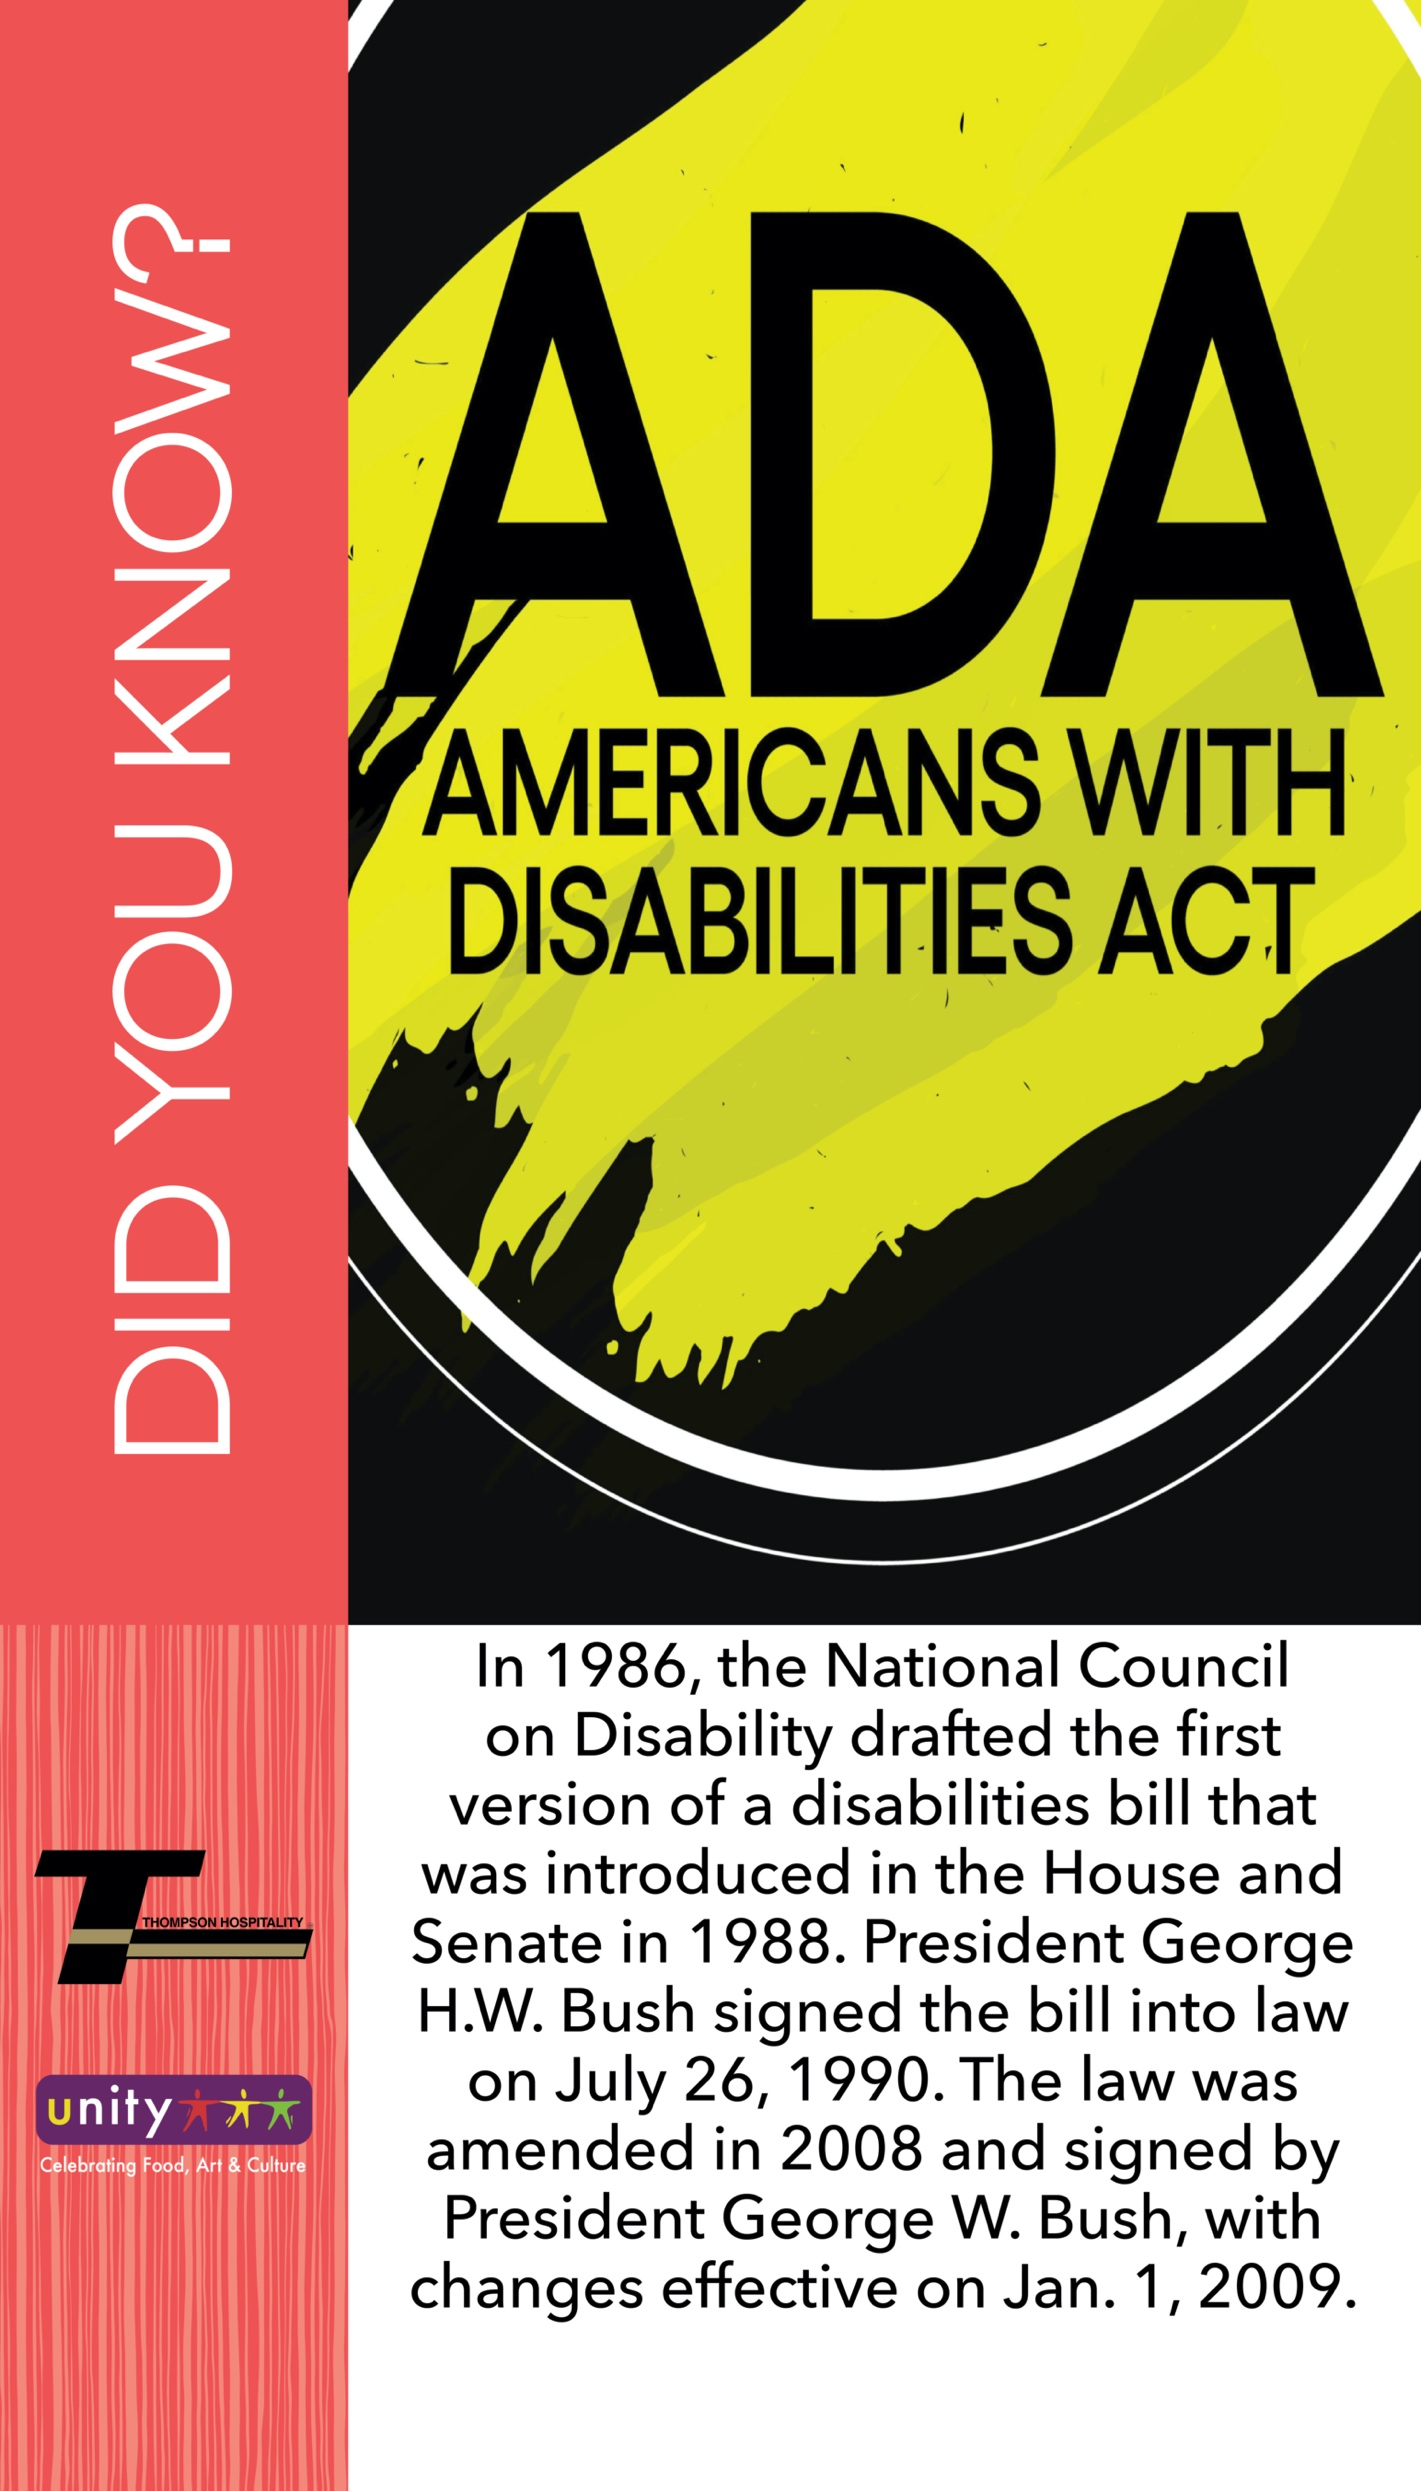 DID YOU KNOW?
ADA
AMERICANS WITH
DISABILITIES ACT
In 1986, the National Council
on Disability drafted the first
version of a disabilities bill that
was introduced in the House and
Senate in 1988. President George
H.W. Bush signed the bill into law
on July 26, 1990. The law was
amended in 2008 and signed by
President George W. Bush, with
changes effective on Jan. 1, 2009.
T
THOMPSON HOSPITALITY
unity
Celebrating Food, Art & Culture